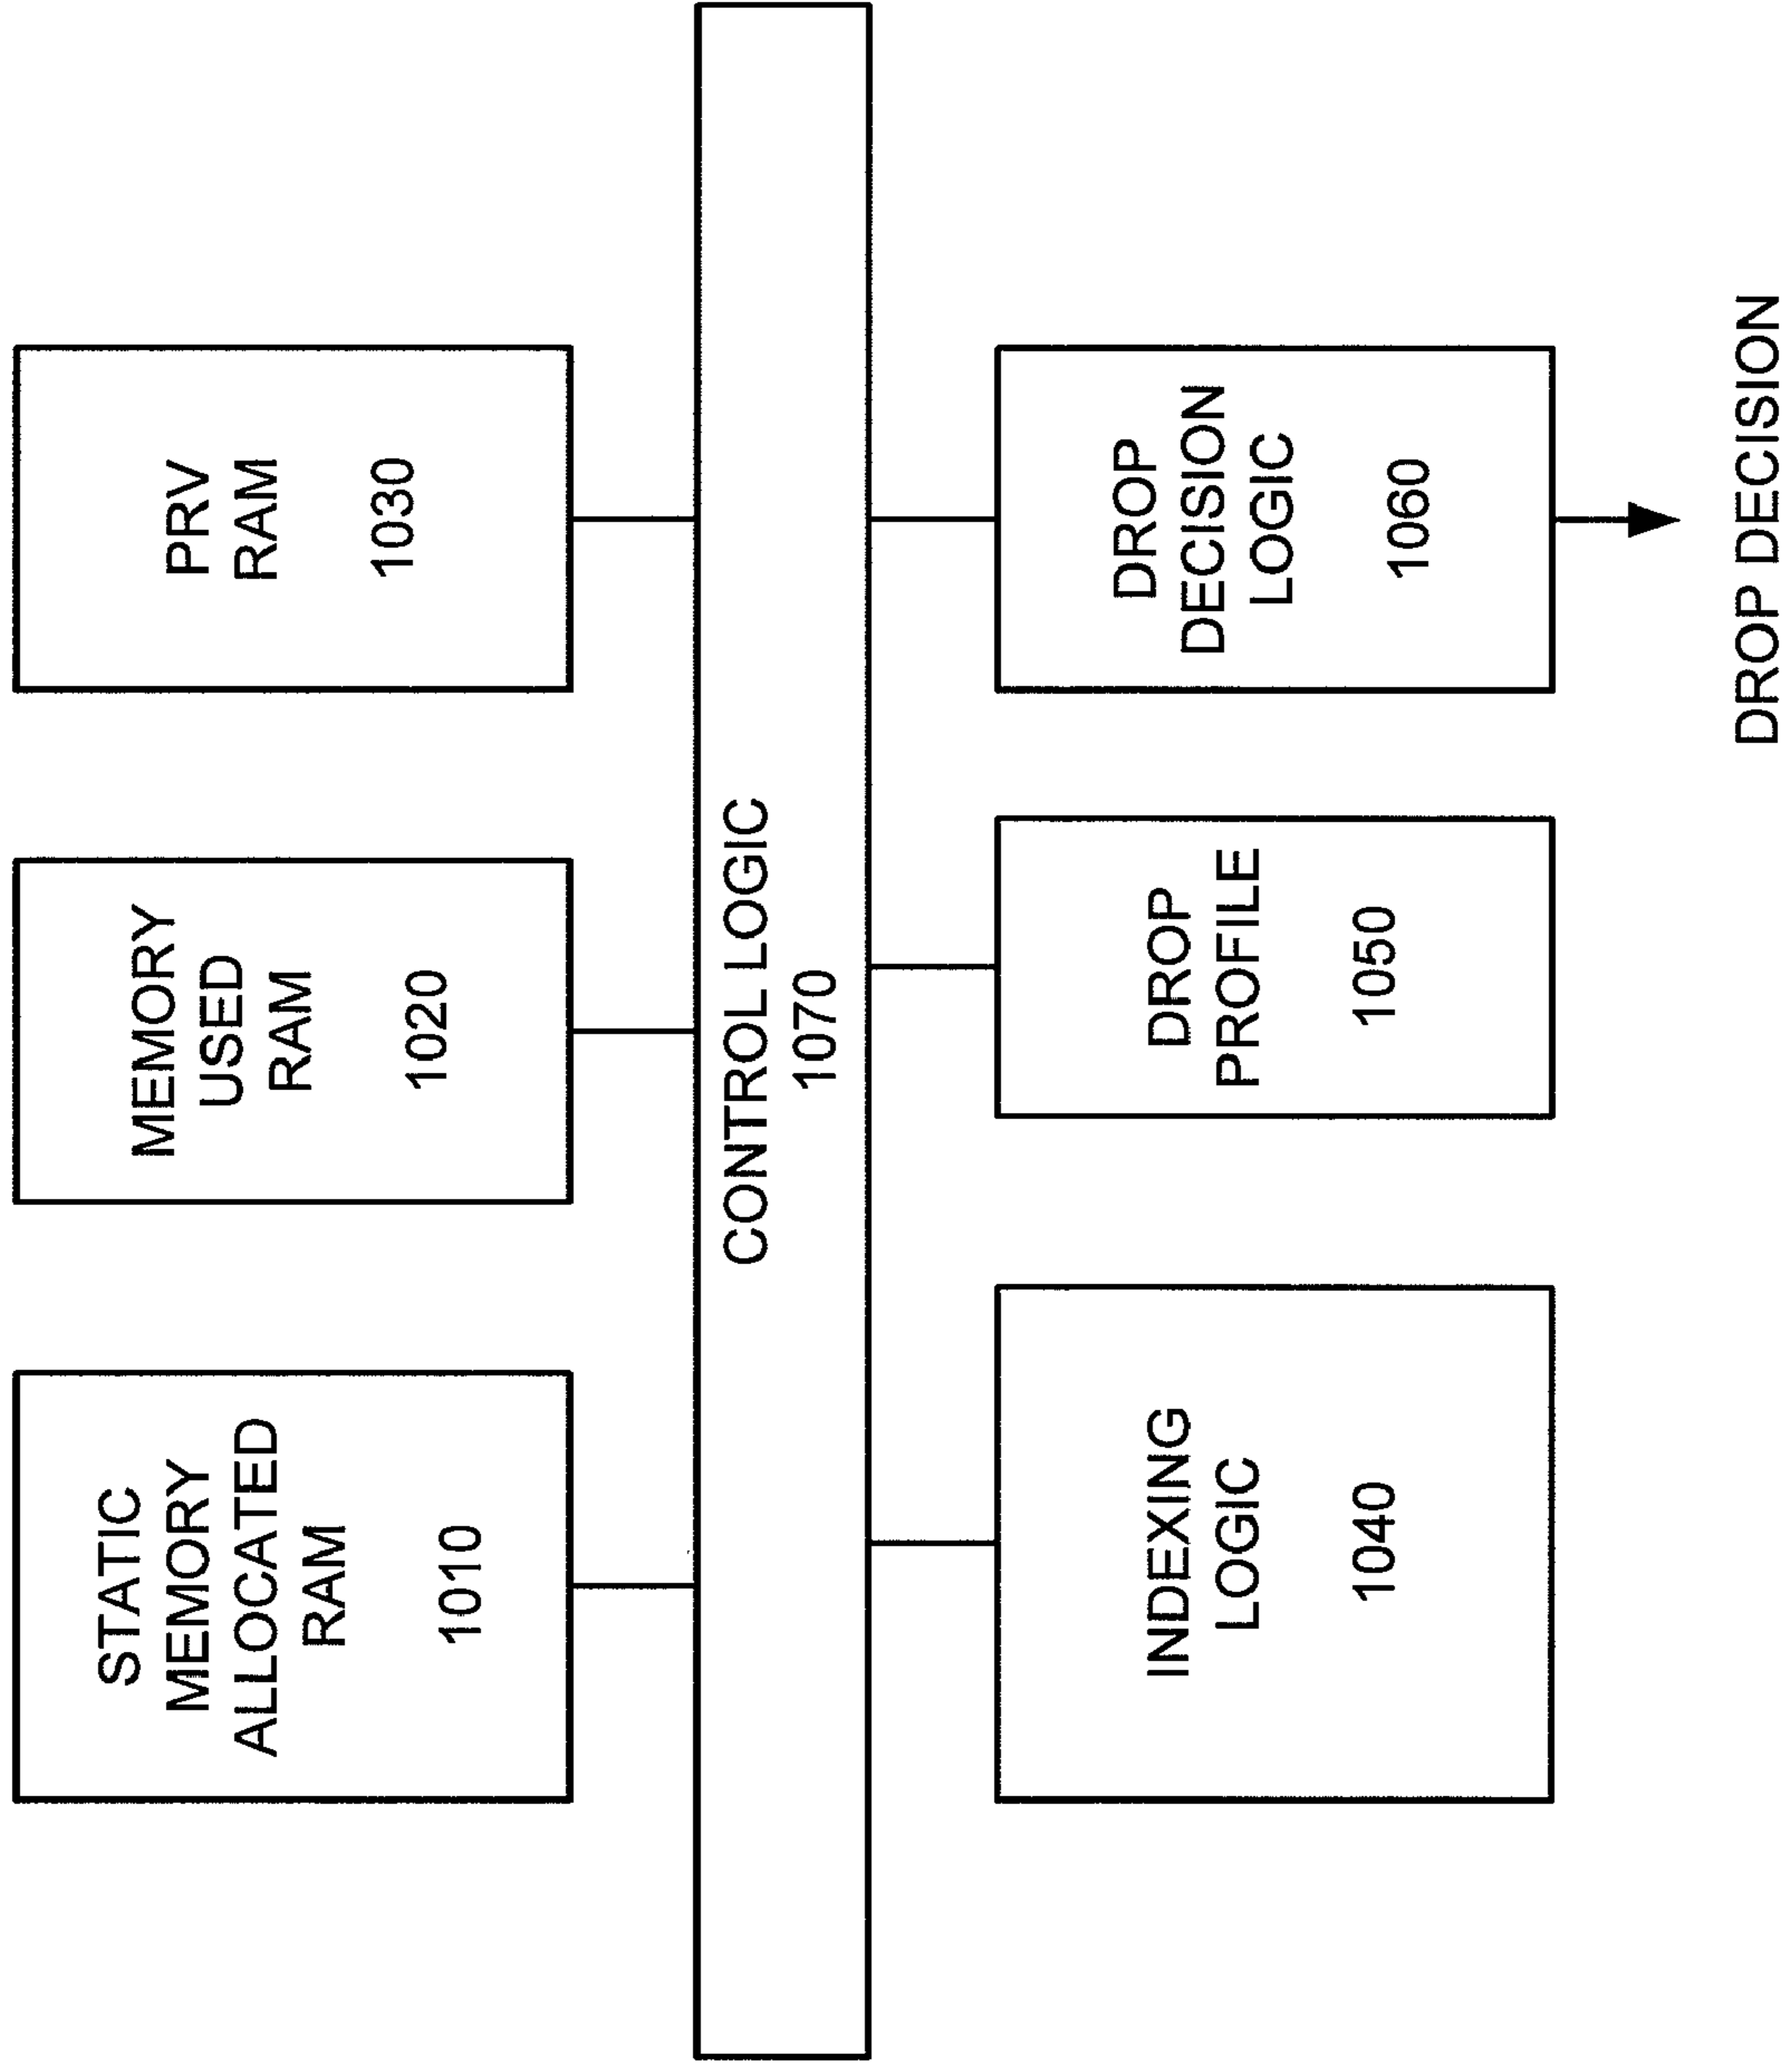 STATIC
MEMORY
ALLOCATED
RAM
1010
MEMORY
USED
RAM
1020
PRV
RAM
1030
CONTROL LOGIC
1070
INDEXING
LOGIC
1040
DROP
PROFILE
1050
DROP
DECISION
LOGIC
1060
DROP DECISION